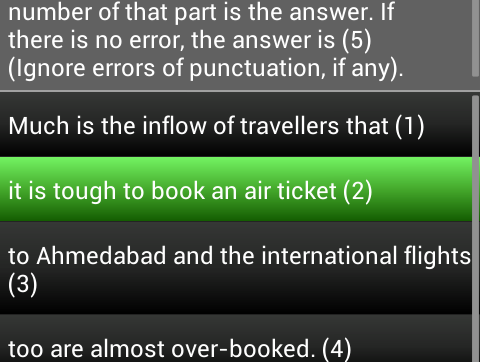 number of that part is the answer. If
there is no error, the answer is (5)
(Ignore errors of punctuation, if any).
Much is the inflow of travellers that (1)
it is tough to book an air ticket (2)
to Ahmedabad and the international flights
(3)
too are almost over-booked. (4)